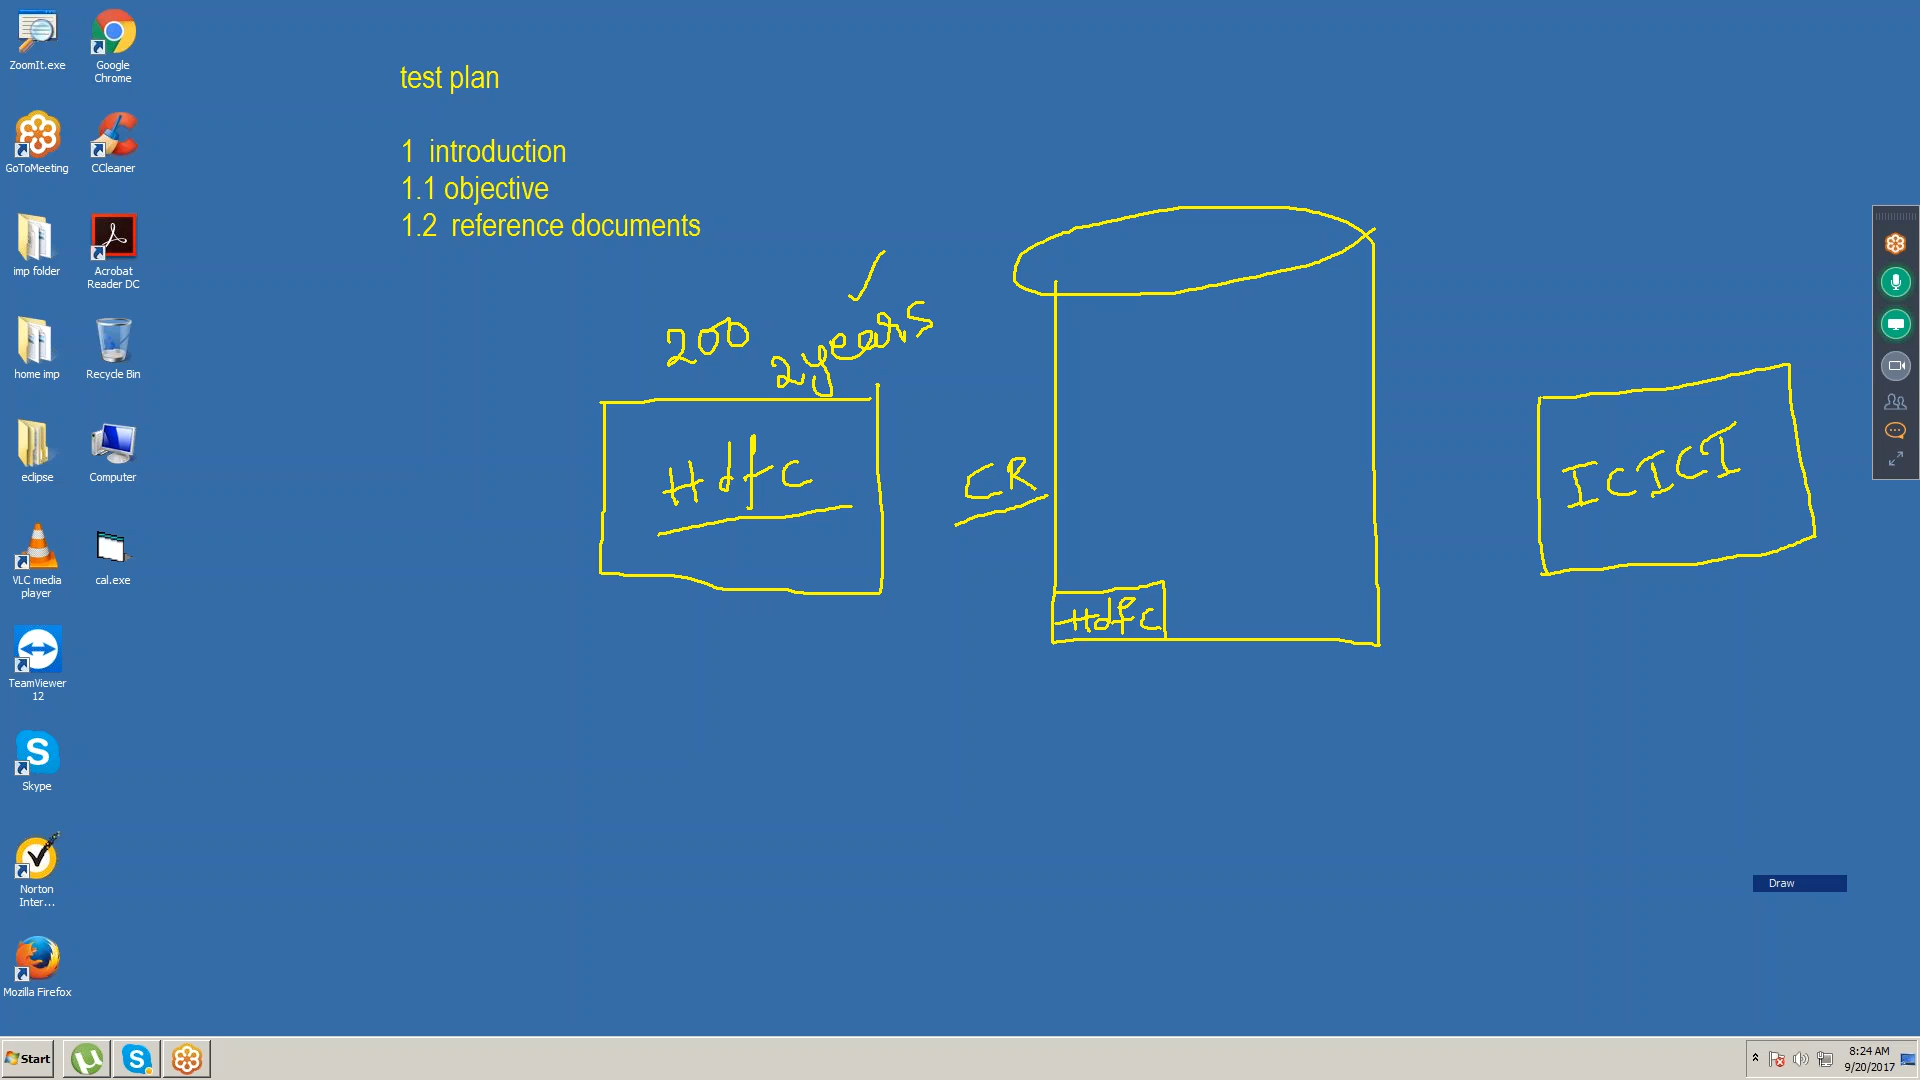 ZoomIt.exe
Google
Chrome
GoToMeeting
CCleaner
imp folder
Acrobat
Reader DC
home imp
Recycle Bin
eclipse
Computer
VLC media
player
cal.exe
TeamViewer
12
Skype
Norton
Inter...
Mozilla Firefox
test plan
1 introduction
1.1 objective
1.2 reference documents
200
2years
Hdfc
CR
Hdfc
ICICI
Draw
Start
8:24 AM
9/20/2017